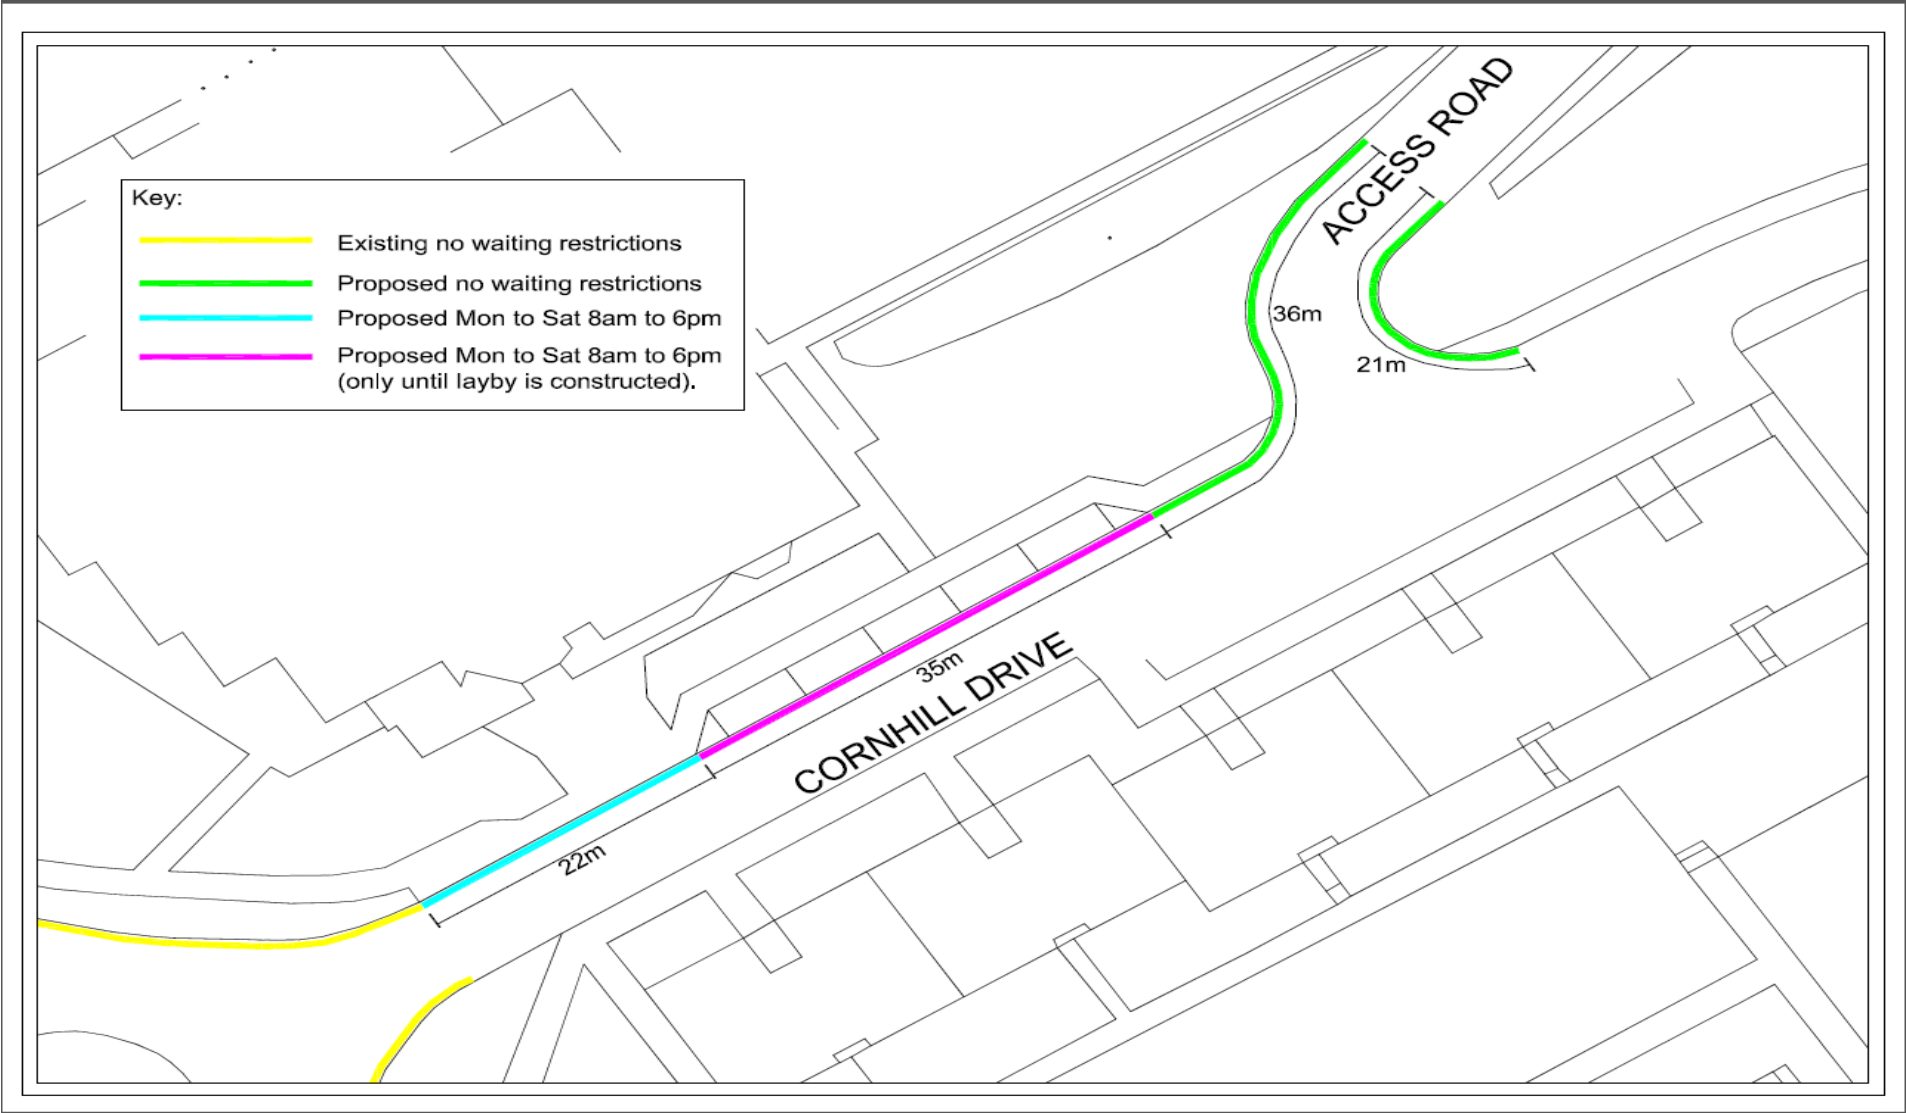 Key:
Existing no waiting restrictions
Proposed no waiting restrictions
Proposed Mon to Sat 8am to 6pm
Proposed Mon to Sat 8am to 6pm
(only until layby is constructed).
ACCESS ROAD
36m
21m
35m
CORNHILL DRIVE
22m